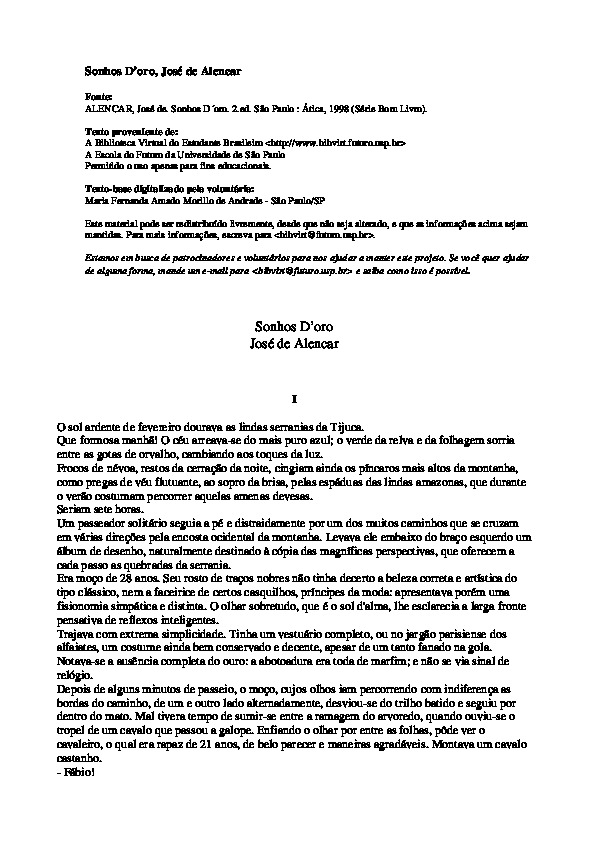 Sonhos D'oro, José de Alencar
Fonte:
ALENCAR, José de. Sonhos D´oro. 2.ed. São Paulo : Ática, 1998 (Série Bom Livro).
Texto proveniente de:
A Biblioteca Virtual do Estudante Brasileiro <http://www.bibvirt.futuro.usp.br>
A Escola do Futuro da Universidade de São Paulo
Permitido o uso apenas para fins educacionais.
Texto-base digitalizado pela voluntária:
Maria Fernanda Amado Morillo de Andrade - São Paulo/SP
Este material pode ser redistribuído livremente, desde que não seja alterado, e que as informações acima sejam
mantidas. Para mais informações, escreva para <bibvirt@futuro.usp.br>.
Estamos em busca de patrocinadores e voluntários para nos ajudar a manter este projeto. Se você quer ajudar
de alguma forma, mande um e-mail para <bibvirt@futuro.usp.br> e saiba como isso é possível.
Sonhos D'oro
José de Alencar
I
O sol ardente de fevereiro dourava as lindas serranias da Tijuca.
Que formosa manhã! O céu arreava-se do mais puro azul; o verde da relva e da folhagem sorria
entre as gotas de orvalho, cambiando aos toques da luz.
Frocos de névoa, restos da cerração da noite, cingiam ainda os píncaros mais altos da montanha,
como pregas de véu flutuante, ao sopro da brisa, pelas espáduas das lindas amazonas, que durante
o verão costumam percorrer aquelas amenas devesas.
Seriam sete horas.
Um passeador solitário seguia a pé e distraidamente por um dos muitos caminhos que se cruzam
em várias direções pela encosta ocidental da montanha. Levava ele embaixo do braço esquerdo um
álbum de desenho, naturalmente destinado à cópia das magníficas perspectivas, que oferecem a
cada passo as quebradas da serrania.
Era moço de 28 anos. Seu rosto de traços nobres não tinha decerto a beleza correta e artística do
tipo clássico, nem a faceirice de certos casquilhos, príncipes da moda: apresentava porém uma
fisionomia simpática e distinta. O olhar sobretudo, que é o sol d'alma, lhe esclarecia a larga fronte
pensativa de reflexos inteligentes.
Trajava com extrema simplicidade. Tinha um vestuário completo, ou no jargão parisiense dos
alfaiates, um costume ainda bem conservado e decente, apesar de um tanto fanado na gola.
Notava-se a ausência completa do ouro: a abotoadura era toda de marfim; e não se via sinal de
relógio.
Depois de alguns minutos de passeio, o moço, cujos olhos iam percorrendo com indiferença as
bordas do caminho, de um e outro lado alternadamente, desviou-se do trilho batido e seguiu por
dentro do mato. Mal tivera tempo de sumir-se entre a ramagem do arvoredo, quando ouviu-se o
tropel de um cavalo que passou a galope. Enfiando o olhar por entre as folhas, pôde ver o
cavaleiro, o qual era rapaz de 21 anos, de belo parecer e maneiras agradáveis. Montava um cavalo
castanho.
- Fábio!